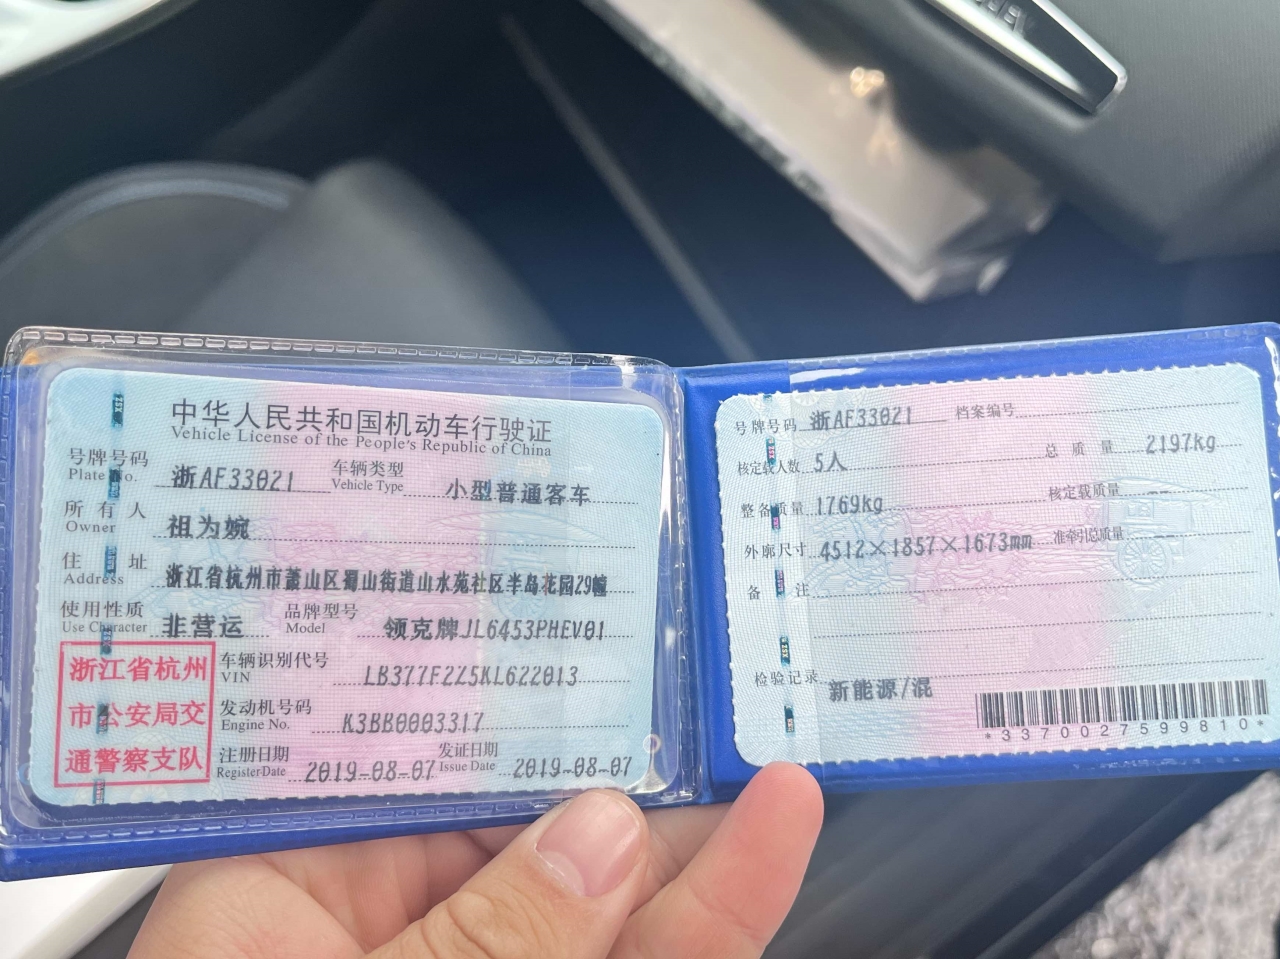 中华人民共和国机动车行驶证
Vehicle License of the People's Republic of China
号牌号码 浙AF33021 车辆类型 小型普通客车
Plate No. Vehicle Type
所有人 祖为婉
Owner
住址 浙江省杭州市萧山区蜀山街道山水苑社区半岛花园29幢
Address
使用性质 非营运 品牌型号 领克牌JL6453PHEV01
Use Character Model
浙江省杭州
市公安局交
通警察支队
车辆识别代号 LB377F2Z5KL622013
VIN
发动机号码 K3BB0003317
Engine No.
注册日期 2019-08-07 发证日期 2019-08-07
Register Date Issue Date
号牌号码 浙AF33021 档案编号
核定载人数 5人 总质量 2197kg
整备质量 1769kg 核定载质量 --
外廓尺寸 4512×1857×1673mm 准牵引总质量 --
备注
检验记录 新能源/混
*3370027599810*